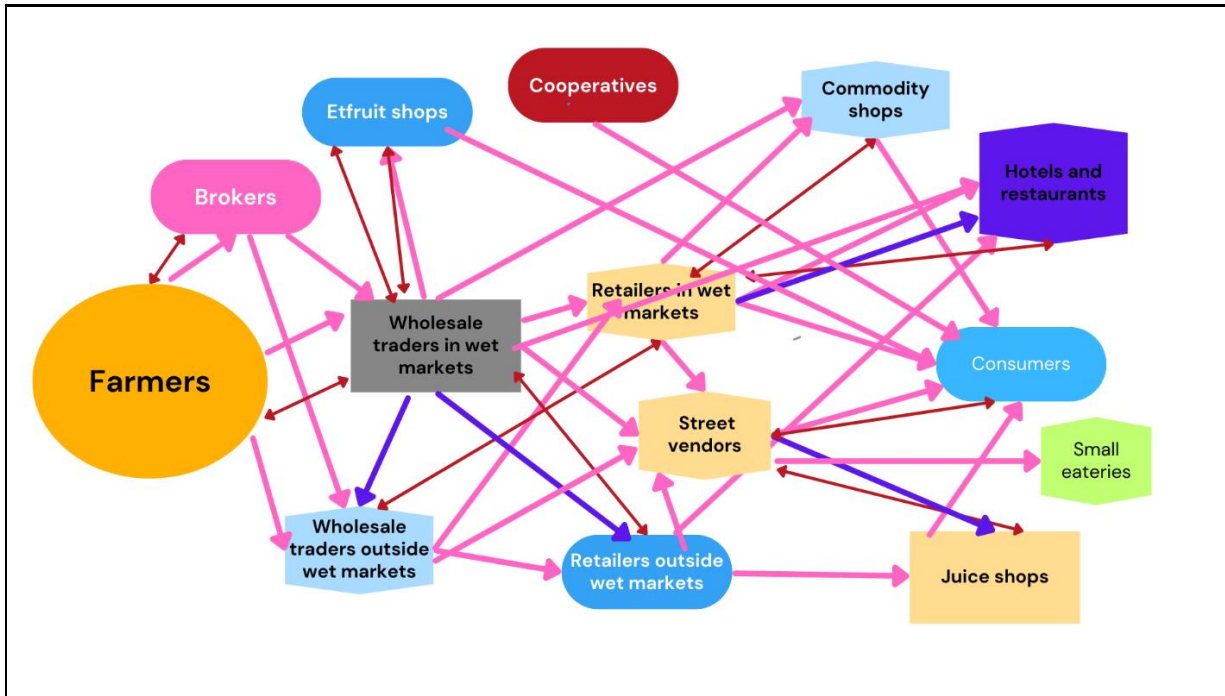 Cooperatives
Commodity
shops
Etfruit shops
Hotels and
restaurants
Brokers
Retailers in wet
markets
Wholesale
traders in wet
markets
Farmers
Consumers
Street
vendors
Small
eateries
Wholesale
traders outside
wet markets
Retailers outside
wet markets
Juice shops